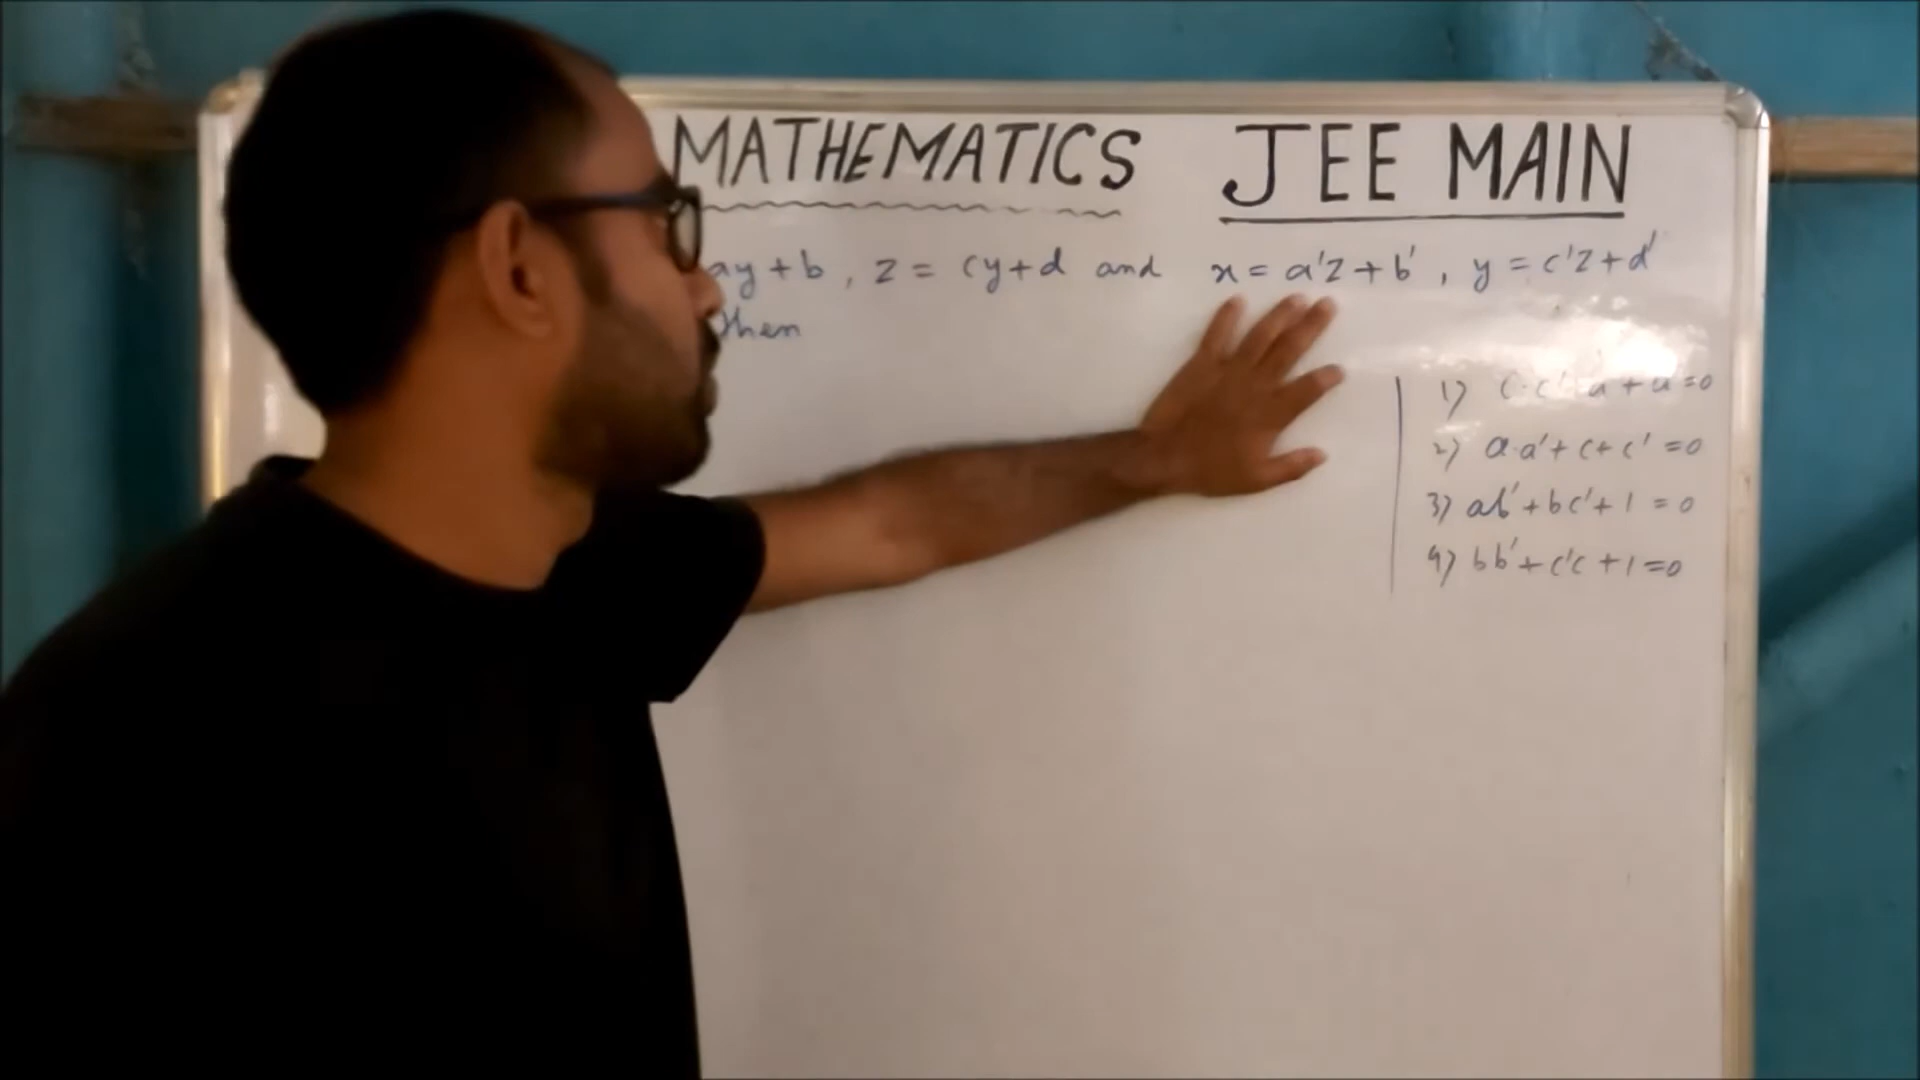 MATHEMATICS JEE MAIN
ay + b , z = cy + d and x = a'z + b' , y = c'z + d'
then
1) c·c' + a + a' = 0
2) a·a' + c + c' = 0
3) ab' + bc' + 1 = 0
4) bb' + c'c + 1 = 0